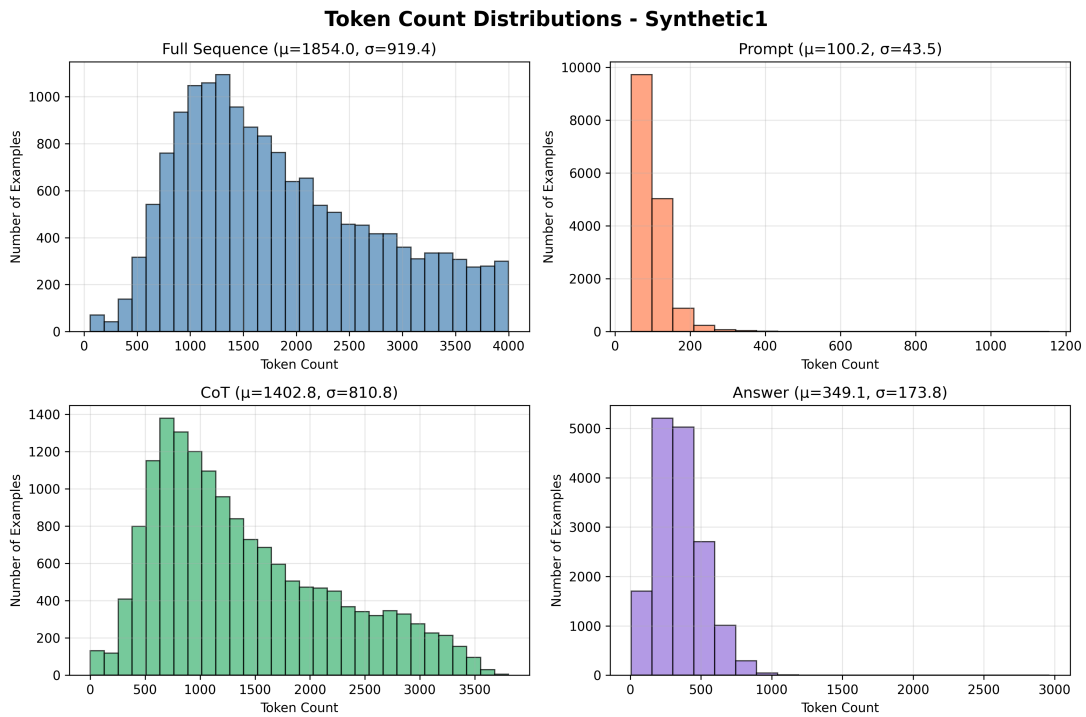 Token Count Distributions - Synthetic1
Full Sequence (μ=1854.0, σ=919.4)
Number of Examples
1000
800
600
400
200
0
0 500 1000 1500 2000 2500 3000 3500 4000
Token Count
Prompt (μ=100.2, σ=43.5)
Number of Examples
10000
8000
6000
4000
2000
0
0 200 400 600 800 1000 1200
Token Count
CoT (μ=1402.8, σ=810.8)
Number of Examples
1400
1200
1000
800
600
400
200
0
0 500 1000 1500 2000 2500 3000 3500
Token Count
Answer (μ=349.1, σ=173.8)
Number of Examples
5000
4000
3000
2000
1000
0
0 500 1000 1500 2000 2500 3000
Token Count